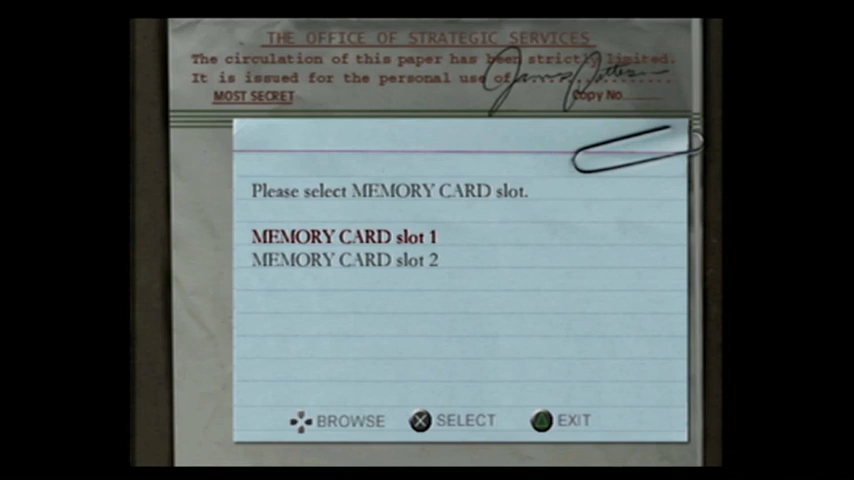 THE OFFICE OF STRATEGIC SERVICES
The circulation of this paper has been strictly limited.
It is issued for the personal use of..............
MOST SECRET
Copy No.
Please select MEMORY CARD slot.
MEMORY CARD slot 1
MEMORY CARD slot 2
BROWSE SELECT EXIT